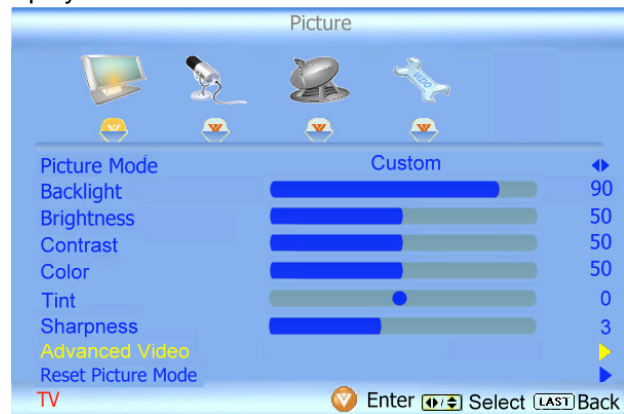 Picture
VIZIO
Picture Mode Custom
Backlight 90
Brightness 50
Contrast 50
Color 50
Tint 0
Sharpness 3
Advanced Video
Reset Picture Mode
TV Enter Select LAST Back